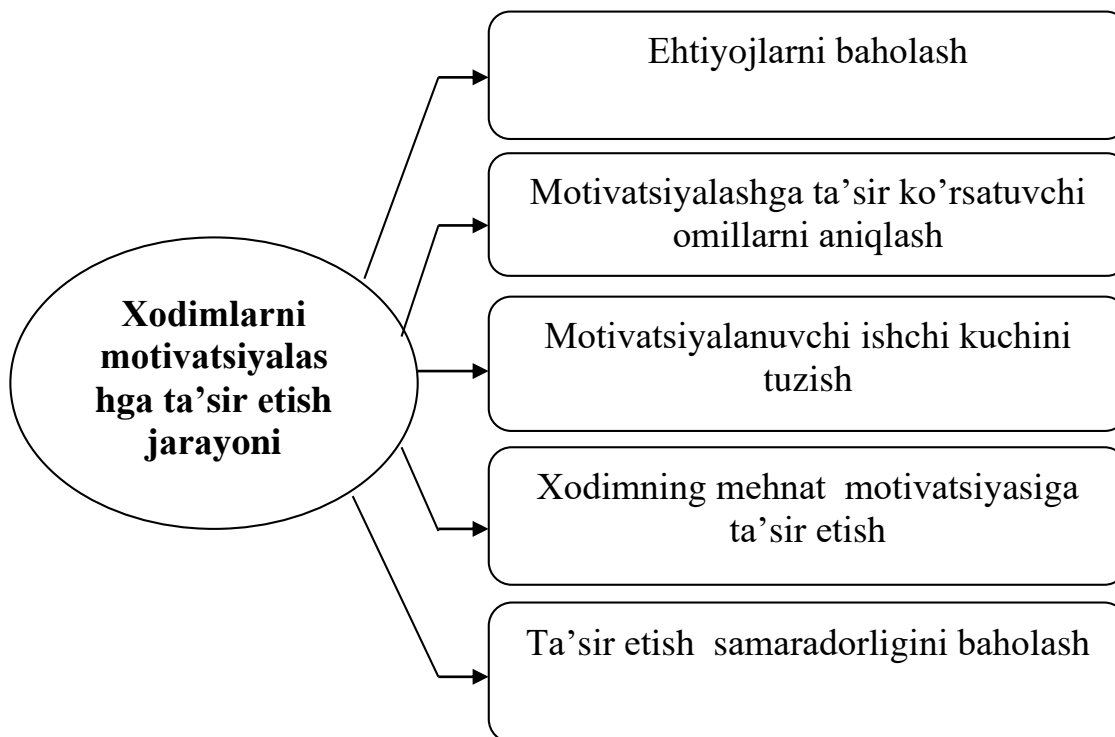 Ehtiyojlarni baholash
Motivatsiyalashga ta’sir ko’rsatuvchi
omillarni aniqlash
Xodimlarni
motivatsiyalas
hga ta’sir etish
jarayoni
Motivatsiyalanuvchi ishchi kuchini
tuzish
Xodimning mehnat  motivatsiyasiga
ta’sir etish
Ta’sir etish  samaradorligini baholash